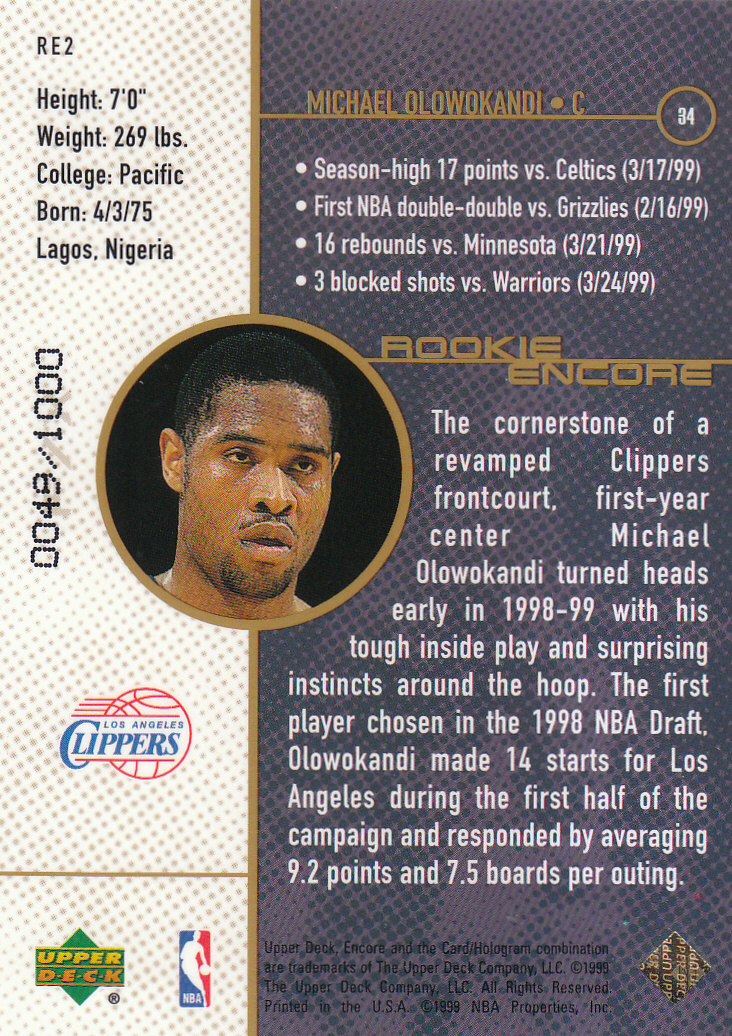 RE2
Height: 7'0"
Weight: 269 lbs.
College: Pacific
Born: 4/3/75
Lagos, Nigeria
MICHAEL OLOWOKANDI • C
34
• Season-high 17 points vs. Celtics (3/17/99)
• First NBA double-double vs. Grizzlies (2/16/99)
• 16 rebounds vs. Minnesota (3/21/99)
• 3 blocked shots vs. Warriors (3/24/99)
0049/1000
ROOKIE
ENCORE
The cornerstone of a
revamped Clippers
frontcourt, first-year
center Michael
Olowokandi turned heads
early in 1998-99 with his
tough inside play and surprising
instincts around the hoop. The first
player chosen in the 1998 NBA Draft,
Olowokandi made 14 starts for Los
Angeles during the first half of the
campaign and responded by averaging
9.2 points and 7.5 boards per outing.
LOS ANGELES
CLIPPERS
UPPER
DECK
®
NBA
Upper Deck, Encore and the Card/Hologram combination
are trademarks of The Upper Deck Company, LLC. ©1999
The Upper Deck Company, LLC. All Rights Reserved.
Printed in the U.S.A. ©1999 NBA Properties, Inc.